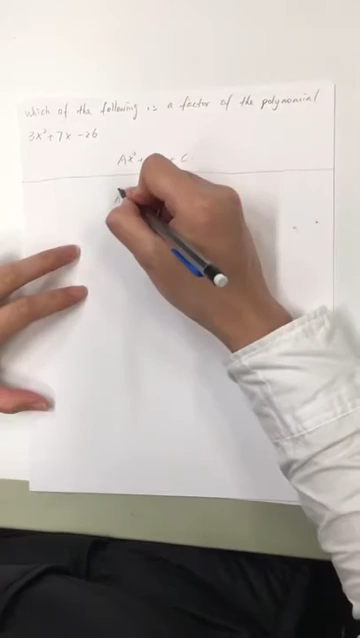 which of the following is a factor of the polynomial
3x²+7x-26
Ax²+ + C
A